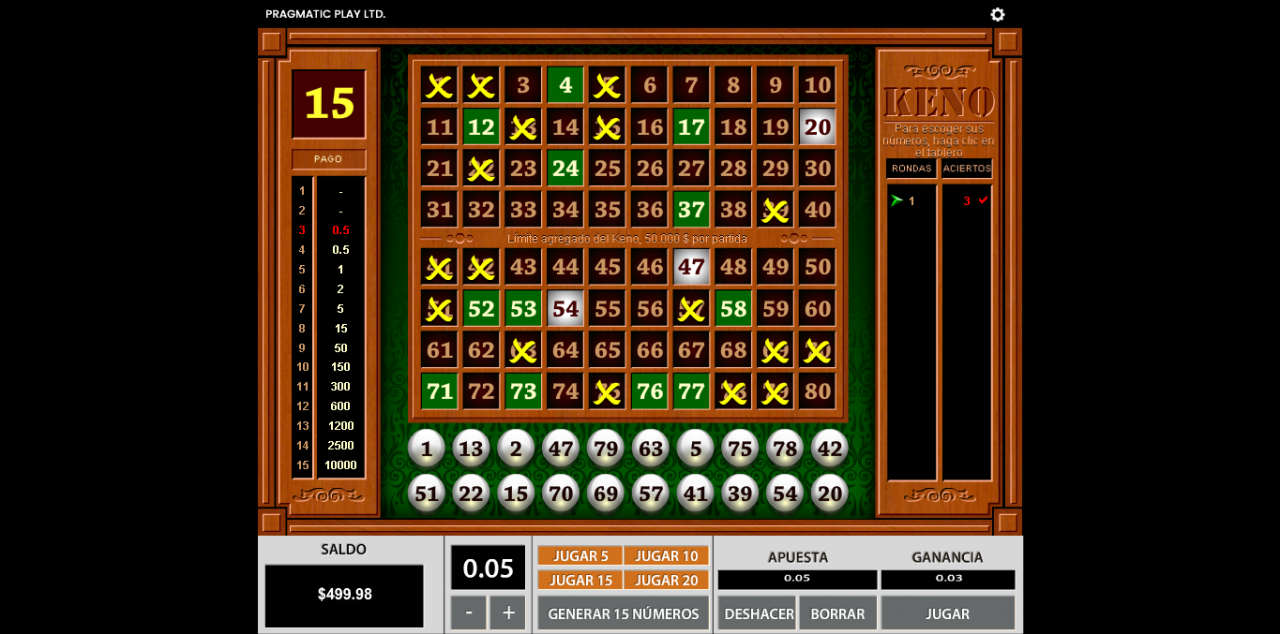 PRAGMATIC PLAY LTD.
15
PAGO
1 -
2 -
3 0.5
4 0.5
5 1
6 2
7 5
8 15
9 50
10 150
11 300
12 600
13 1200
14 2500
15 10000
3 4 6 7 8 9 10
11 12 14 16 17 18 19 20
21 23 24 25 26 27 28 29 30
31 32 33 34 35 36 37 38 40
Límite agregado del Keno, 50.000 $ por partida
43 44 45 46 47 48 49 50
52 53 54 55 56 58 59 60
61 62 64 65 66 67 68
71 72 73 74 76 77 80
1 13 2 47 79 63 5 75 78 42
51 22 15 70 69 57 41 39 54 20
KENO
Para escoger sus
números, haga clic en
el tablero
RONDAS ACIERTOS
1 3
SALDO
$499.98
0.05
- +
JUGAR 5 JUGAR 10
JUGAR 15 JUGAR 20
GENERAR 15 NÚMEROS
APUESTA GANANCIA
0.05 0.03
DESHACER BORRAR JUGAR